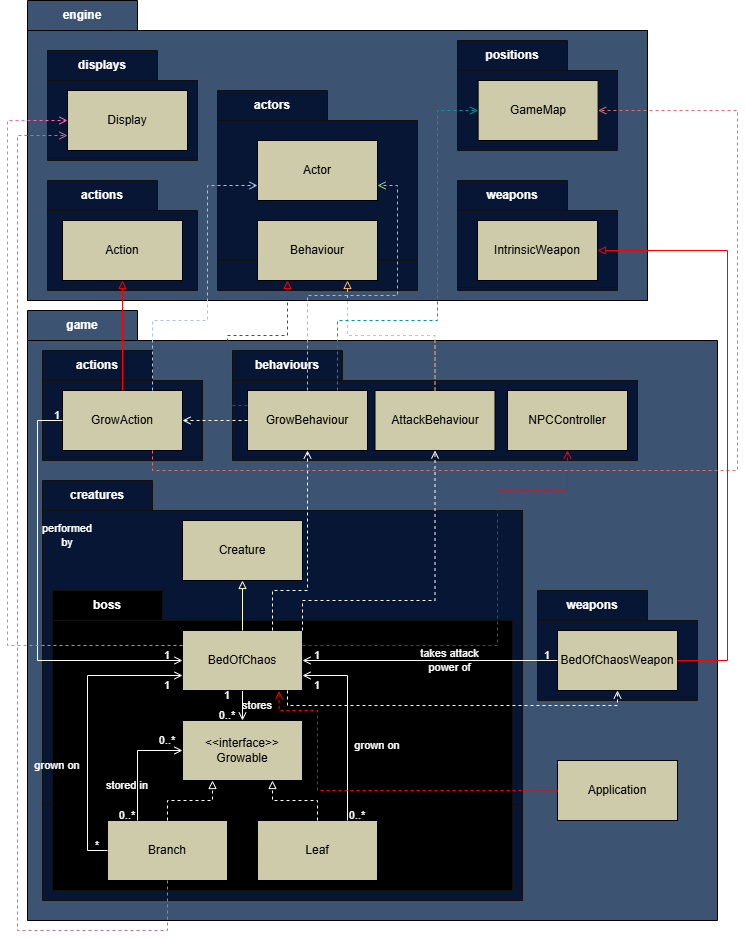 engine
displays
Display
actors
Actor
Behaviour
positions
GameMap
actions
Action
weapons
IntrinsicWeapon
game
actions
GrowAction
1
behaviours
GrowBehaviour
AttackBehaviour
NPCController
creatures
performed
by
Creature
boss
BedOfChaos
1
1
1
1
1
takes attack
power of
1
weapons
BedOfChaosWeapon
stores
0..*
<<interface>>
Growable
0..*
grown on
grown on
stored in
0..*
0..*
*
Branch
Leaf
Application